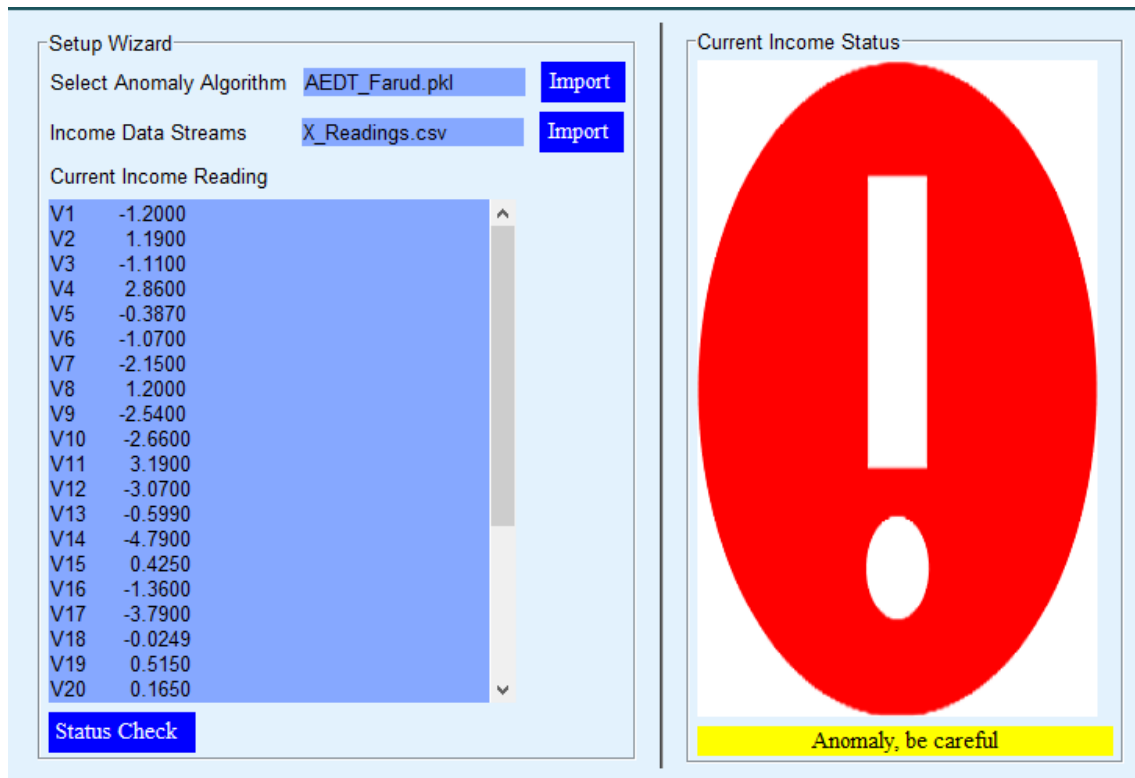 Setup Wizard
Select Anomaly Algorithm AEDT_Farud.pkl Import
Income Data Streams X_Readings.csv Import
Current Income Reading
V1 -1.2000
V2 1.1900
V3 -1.1100
V4 2.8600
V5 -0.3870
V6 -1.0700
V7 -2.1500
V8 1.2000
V9 -2.5400
V10 -2.6600
V11 3.1900
V12 -3.0700
V13 -0.5990
V14 -4.7900
V15 0.4250
V16 -1.3600
V17 -3.7900
V18 -0.0249
V19 0.5150
V20 0.1650
Status Check
Current Income Status
Anomaly, be careful